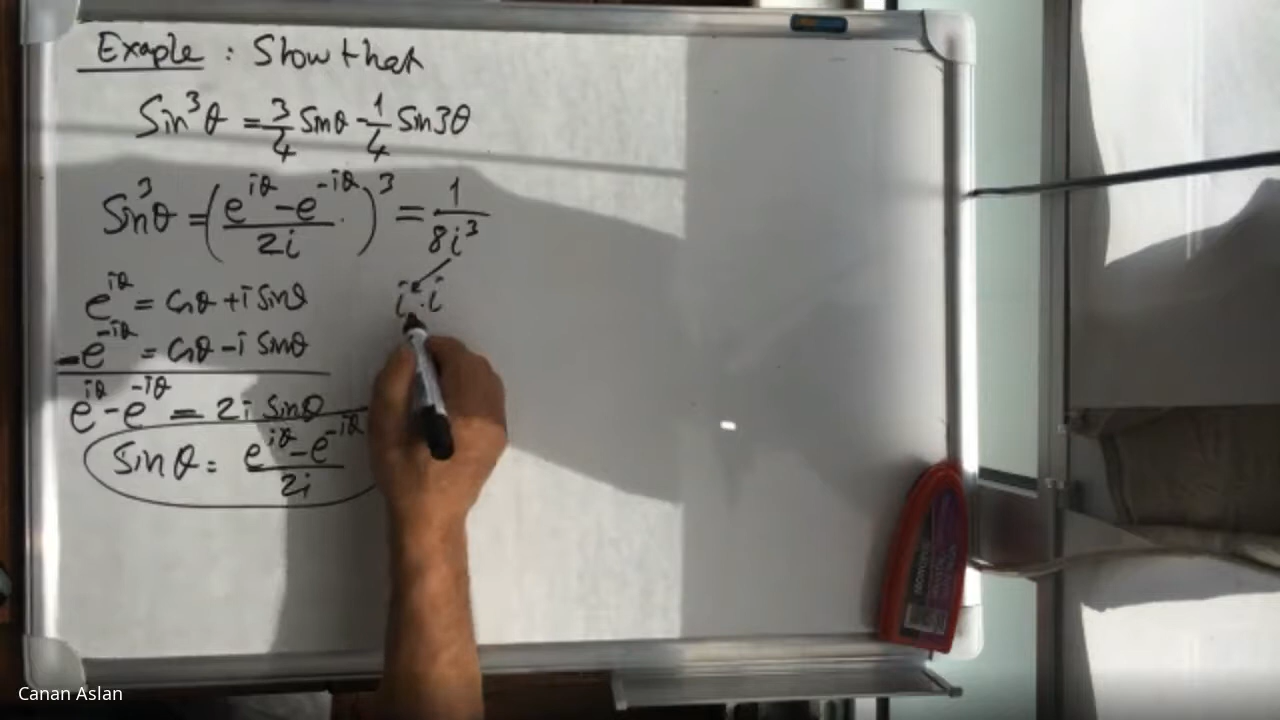 Exaple : Show that
Sin³θ = 3/4 Sinθ - 1/4 Sin3θ
Sin³θ = ( (e^iθ - e^-iθ) / 2i )³ = 1/8i³
e^iθ = Cosθ + i Sinθ
i².i
- e^-iθ = Cosθ - i Sinθ
e^iθ - e^-iθ = 2i Sinθ
Sinθ = (e^iθ - e^-iθ) / 2i
Canan Aslan